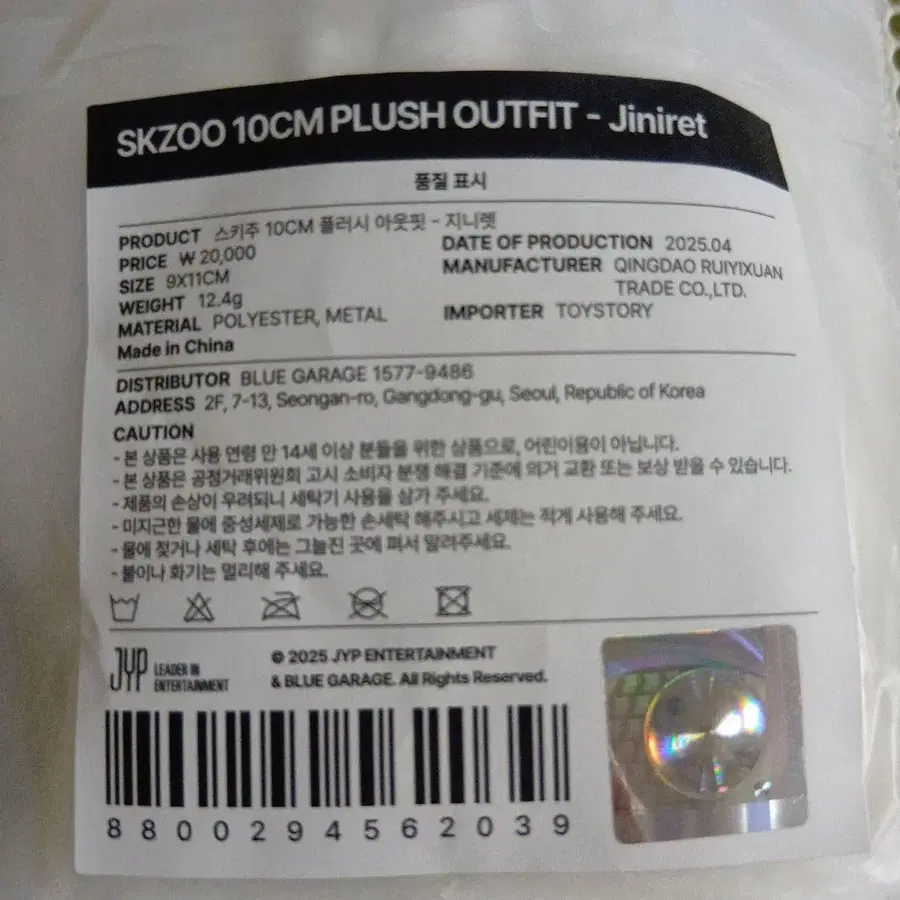 SKZOO 10CM PLUSH OUTFIT - Jiniret
품질 표시
PRODUCT 스키주 10CM 플러시 아웃핏 - 지니렛
PRICE ₩ 20,000
SIZE 9X11CM
WEIGHT 12.4g
MATERIAL POLYESTER, METAL
Made in China
DATE OF PRODUCTION 2025.04
MANUFACTURER QINGDAO RUIYIXUAN
TRADE CO.,LTD.
IMPORTER TOYSTORY
DISTRIBUTOR BLUE GARAGE 1577-9486
ADDRESS 2F, 7-13, Seongan-ro, Gangdong-gu, Seoul, Republic of Korea
CAUTION
- 본 상품은 사용 연령 만 14세 이상 분들을 위한 상품으로, 어린이용이 아닙니다.
- 본 상품은 공정거래위원회 고시 소비자 분쟁 해결 기준에 의거 교환 또는 보상 받을 수 있습니다.
- 제품의 손상이 우려되니 세탁기 사용을 삼가 주세요.
- 미지근한 물에 중성세제로 가능한 손세탁 해주시고 세제는 적게 사용해 주세요.
- 물에 젖거나 세탁 후에는 그늘진 곳에 펴서 말려주세요.
- 불이나 화기는 멀리해 주세요.
JYP LEADER IN
ENTERTAINMENT
© 2025 JYP ENTERTAINMENT
& BLUE GARAGE. All Rights Reserved.
8800294562039